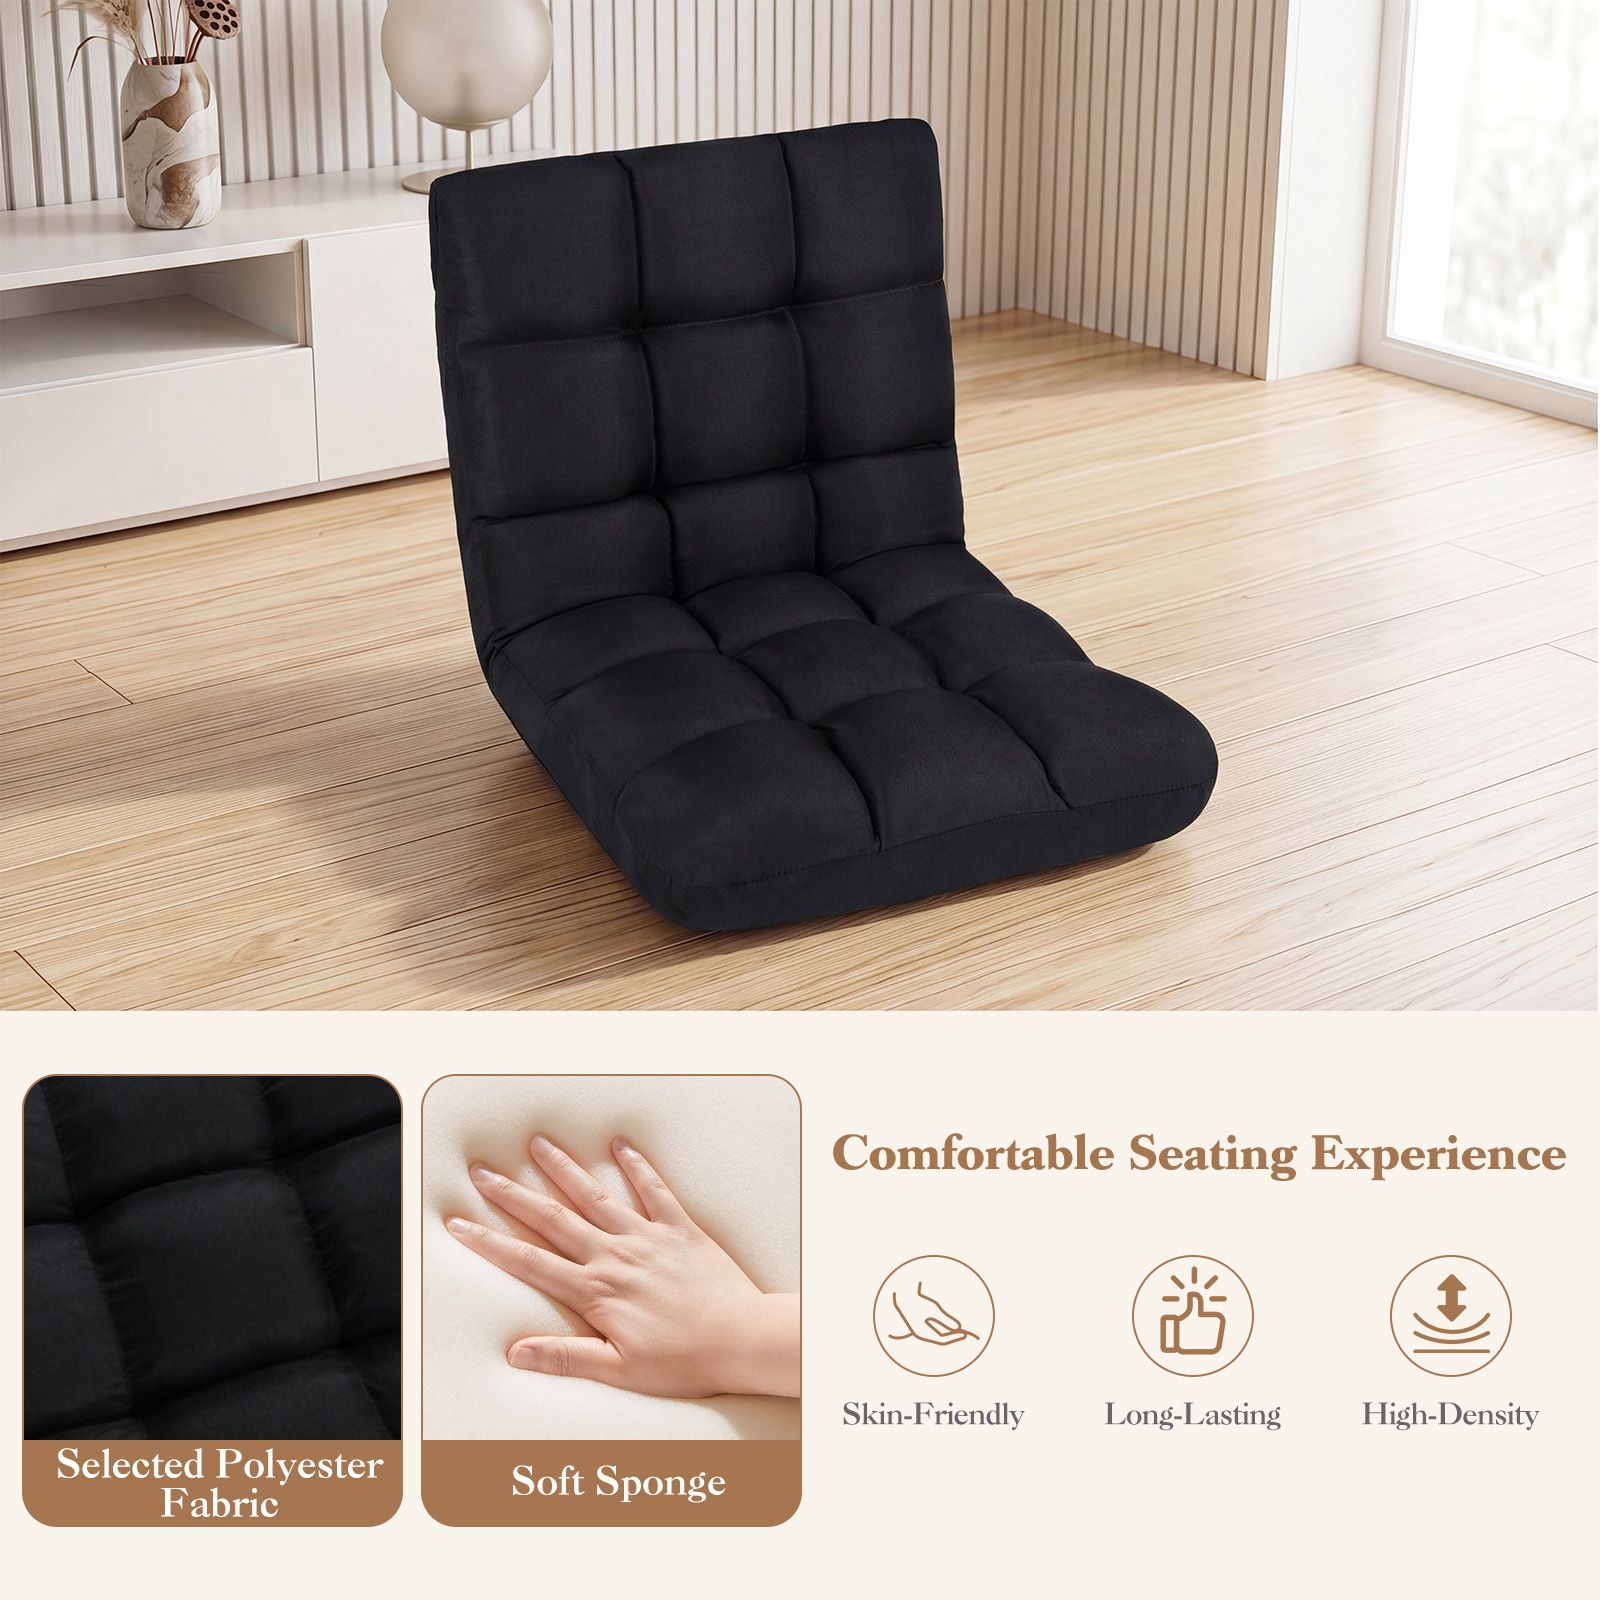 Selected Polyester
Fabric
Soft Sponge
Comfortable Seating Experience
Skin-Friendly
Long-Lasting
High-Density